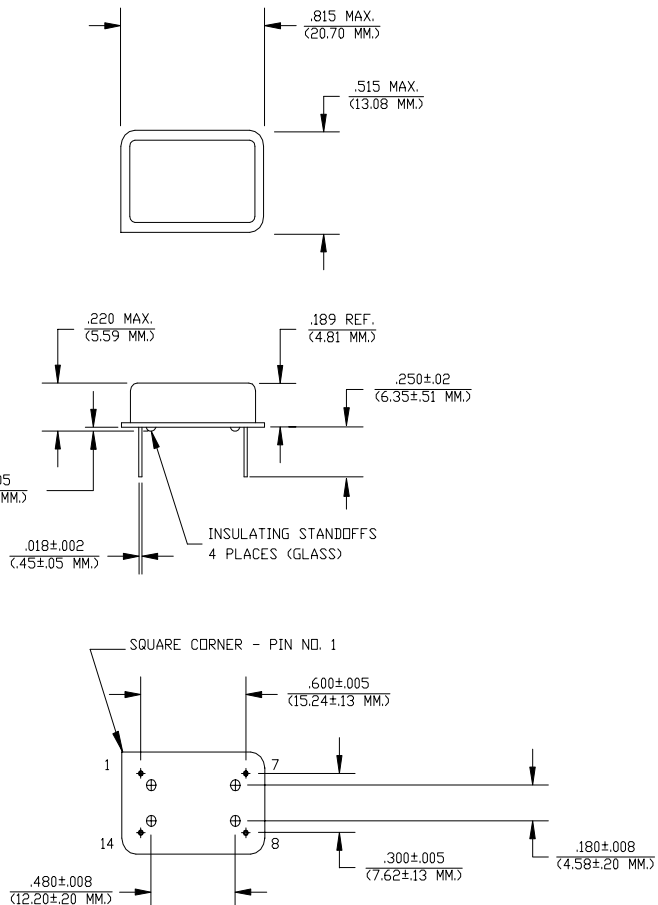 .815 MAX.
(20.70 MM.)
.515 MAX.
(13.08 MM.)
.220 MAX.
(5.59 MM.)
.189 REF.
(4.81 MM.)
.250±.02
(6.35±.51 MM.)
MM.)
.018±.002
(.45±.05 MM.)
INSULATING STANDOFFS
4 PLACES (GLASS)
SQUARE CORNER - PIN NO. 1
.600±.005
(15.24±.13 MM.)
1
7
14
8
.180±.008
(4.58±.20 MM.)
.300±.005
(7.62±.13 MM.)
.480±.008
(12.20±.20 MM.)